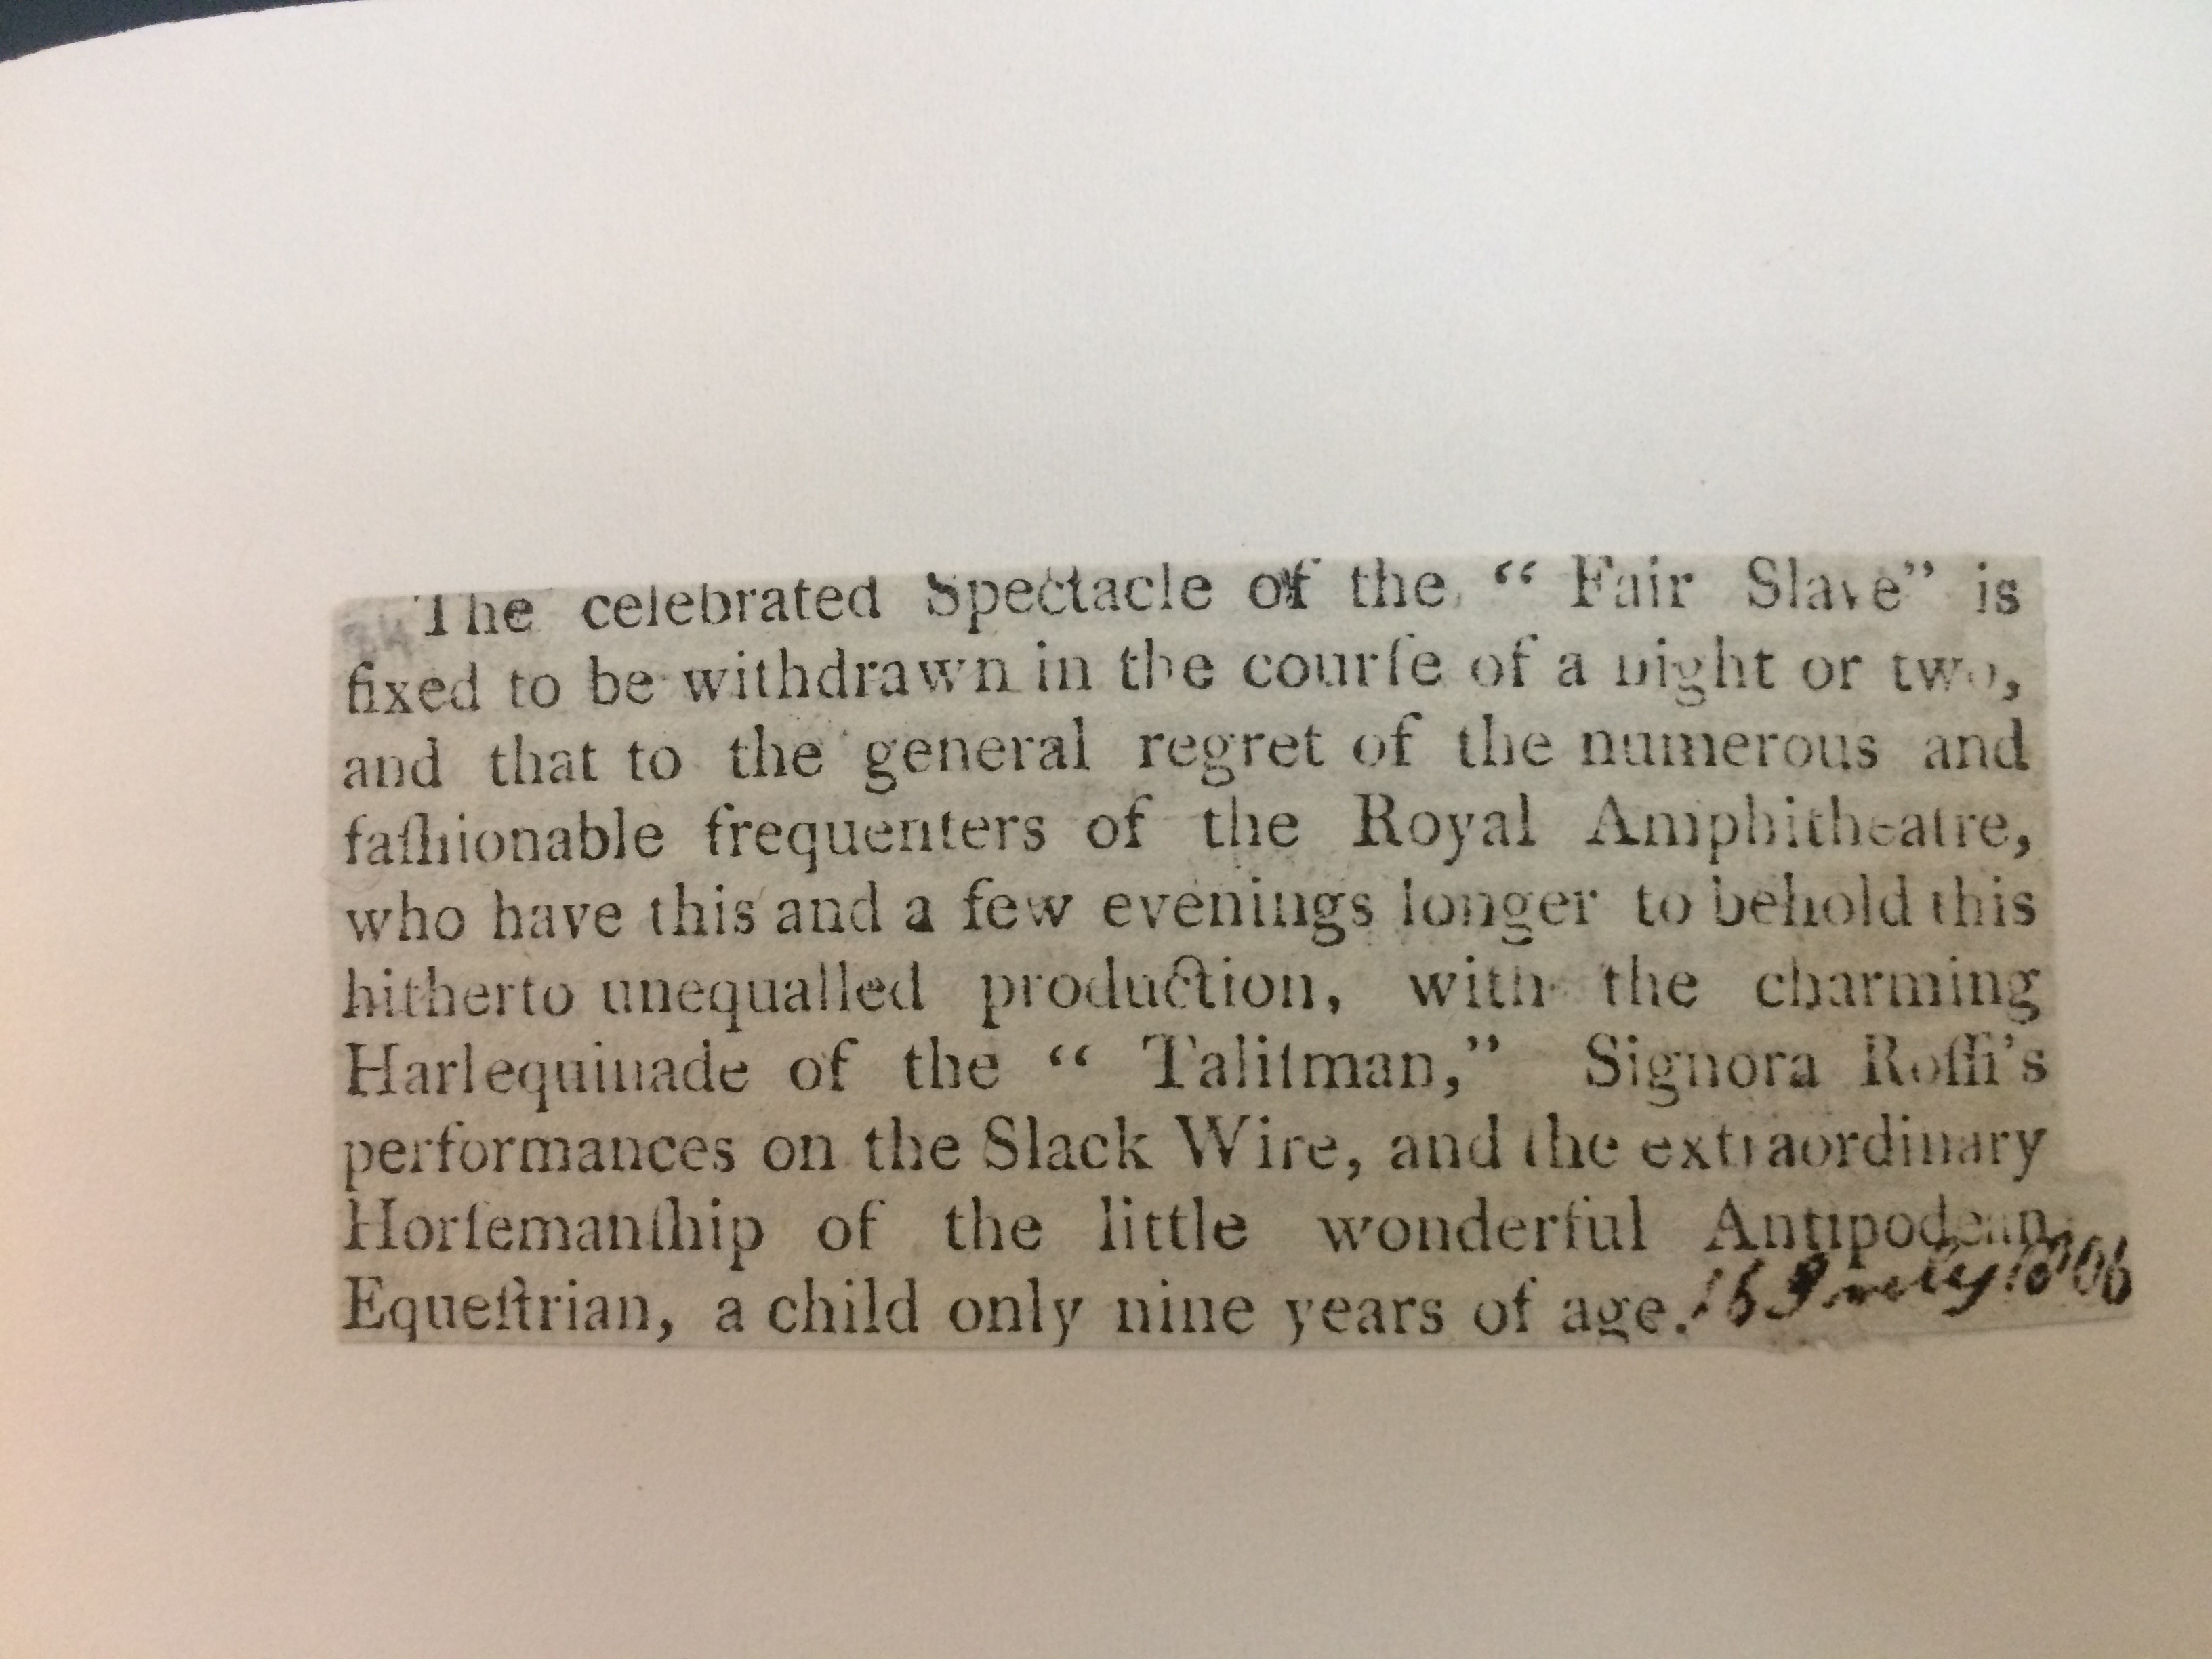 The celebrated Spectacle of the “ Fair Slave” is
fixed to be withdrawn in the courſe of a night or two,
and that to the general regret of the numerous and
faſhionable frequenters of the Royal Amphitheatre,
who have this and a few evenings longer to behold this
hitherto unequalled production, with the charming
Harlequinade of the “ Taliſman,” Signora Roſſi's
performances on the Slack Wire, and the extraordinary
Horſemanſhip of the little wonderful Antipodean
Equeſtrian, a child only nine years of age. 16 July 1806